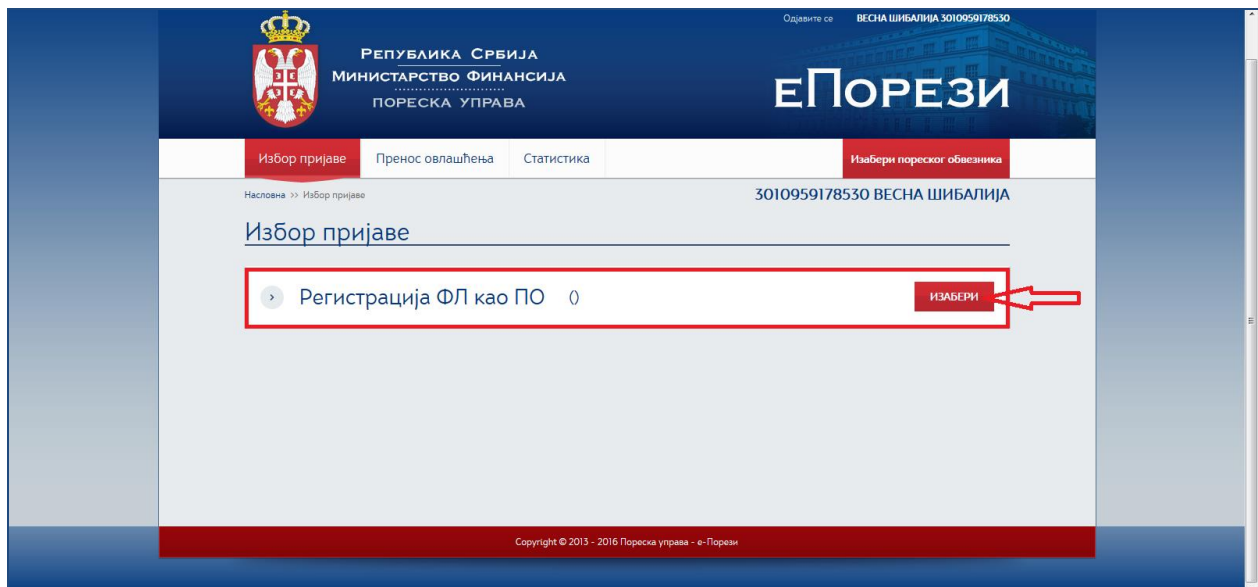 Одјавите се ВЕСНА ШИБАЛИЈА 3010959178530
Република Србија
Министарство финансија
ПОРЕСКА УПРАВА
еПорези
Избор пријаве Пренос овлашћења Статистика Изабери пореског обвезника
Насловна >> Избор пријаве 3010959178530 ВЕСНА ШИБАЛИЈА
Избор пријаве
Регистрација ФЛ као ПО () ИЗАБЕРИ
Copyright © 2013 - 2016 Пореска управа - е-Порези